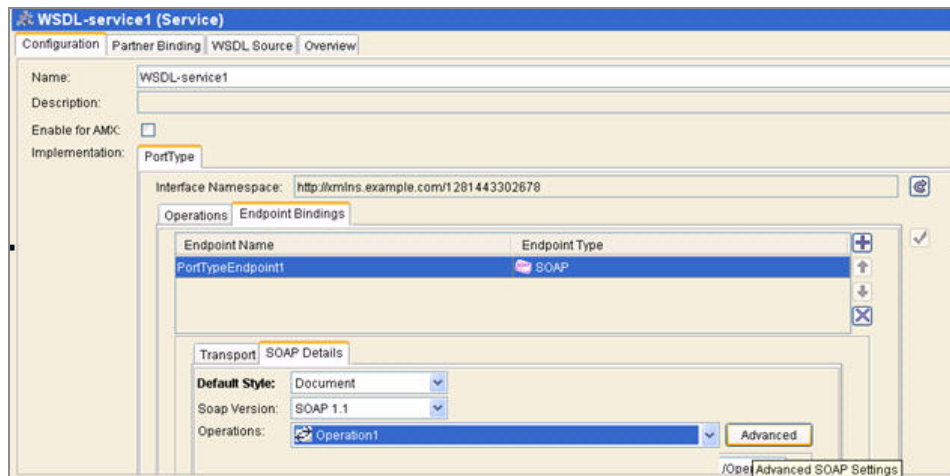 WSDL-service1 (Service)
Configuration Partner Binding WSDL Source Overview
Name: WSDL-service1
Description:
Enable for AMX:
Implementation: PortType
Interface Namespace: http://xmlns.example.com/1281443302678
Operations Endpoint Bindings
Endpoint Name Endpoint Type
PortTypeEndpoint1 SOAP
Transport SOAP Details
Default Style: Document
Soap Version: SOAP 1.1
Operations: Operation1 Advanced
/Oper Advanced SOAP Settings